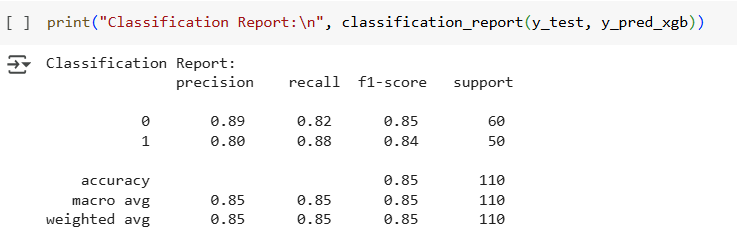 [ ] print("Classification Report:\n", classification_report(y_test, y_pred_xgb))
Classification Report:
precision recall f1-score support
0 0.89 0.82 0.85 60
1 0.80 0.88 0.84 50
accuracy 0.85 110
macro avg 0.85 0.85 0.85 110
weighted avg 0.85 0.85 0.85 110